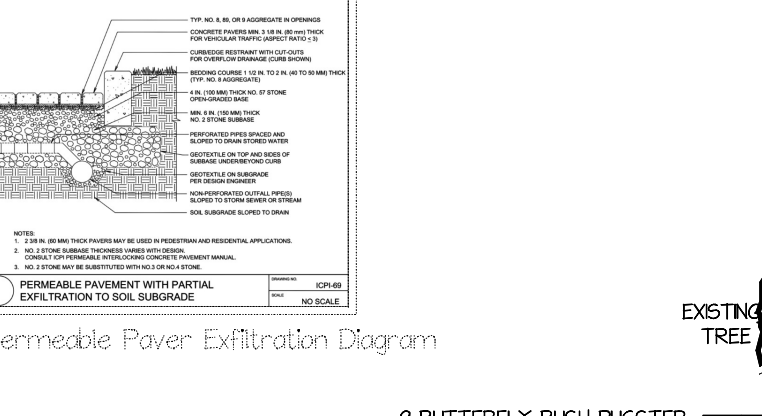 TYP. NO. 8, 89, OR 9 AGGREGATE IN OPENINGS
CONCRETE PAVERS MIN. 3 1/8 IN. (80 mm) THICK
FOR VEHICULAR TRAFFIC (ASPECT RATIO ≤ 3)
CURB/EDGE RESTRAINT WITH CUT-OUTS
FOR OVERFLOW DRAINAGE (CURB SHOWN)
BEDDING COURSE 1 1/2 IN. TO 2 IN. (40 TO 50 MM) THICK
(TYP. NO. 8 AGGREGATE)
4 IN. (100 MM) THICK NO. 57 STONE
OPEN-GRADED BASE
MIN. 6 IN. (150 MM) THICK
NO. 2 STONE SUBBASE
PERFORATED PIPES SPACED AND
SLOPED TO DRAIN STORED WATER
GEOTEXTILE ON TOP AND SIDES OF
SUBBASE UNDER/BEYOND CURB
GEOTEXTILE ON SUBGRADE
PER DESIGN ENGINEER
NON-PERFORATED OUTFALL PIPE(S)
SLOPED TO STORM SEWER OR STREAM
SOIL SUBGRADE SLOPED TO DRAIN
NOTES:
1. 2 3/8 IN. (60 MM) THICK PAVERS MAY BE USED IN PEDESTRIAN AND RESIDENTIAL APPLICATIONS.
2. NO. 2 STONE SUBBASE THICKNESS VARIES WITH DESIGN.
CONSULT ICPI PERMEABLE INTERLOCKING CONCRETE PAVEMENT MANUAL.
3. NO. 2 STONE MAY BE SUBSTITUTED WITH NO.3 OR NO.4 STONE.
PERMEABLE PAVEMENT WITH PARTIAL
EXFILTRATION TO SOIL SUBGRADE
DRAWING NO.
ICPI-69
SCALE
NO SCALE
ermeable Paver Exfiltration Diagram
EXISTING
TREE
BUTTERFLY BUSH